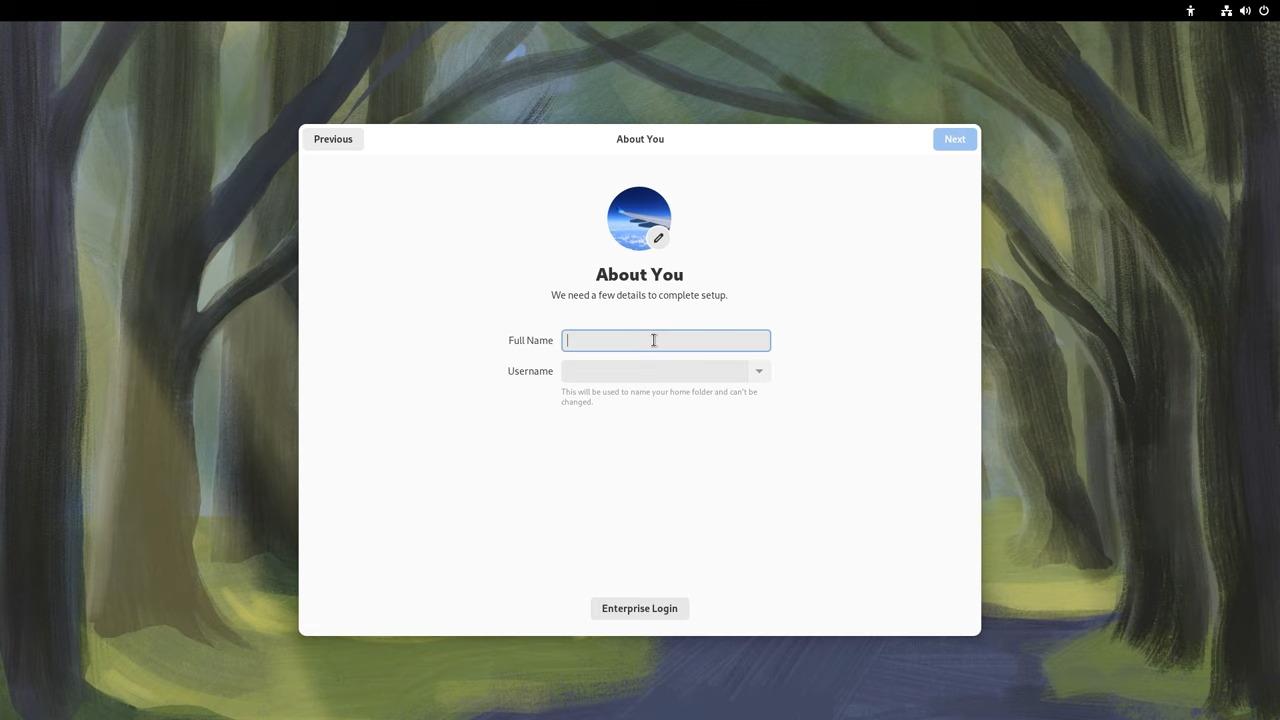 Previous
About You
Next
About You
We need a few details to complete setup.
Full Name
Username
This will be used to name your home folder and can't be
changed.
Enterprise Login